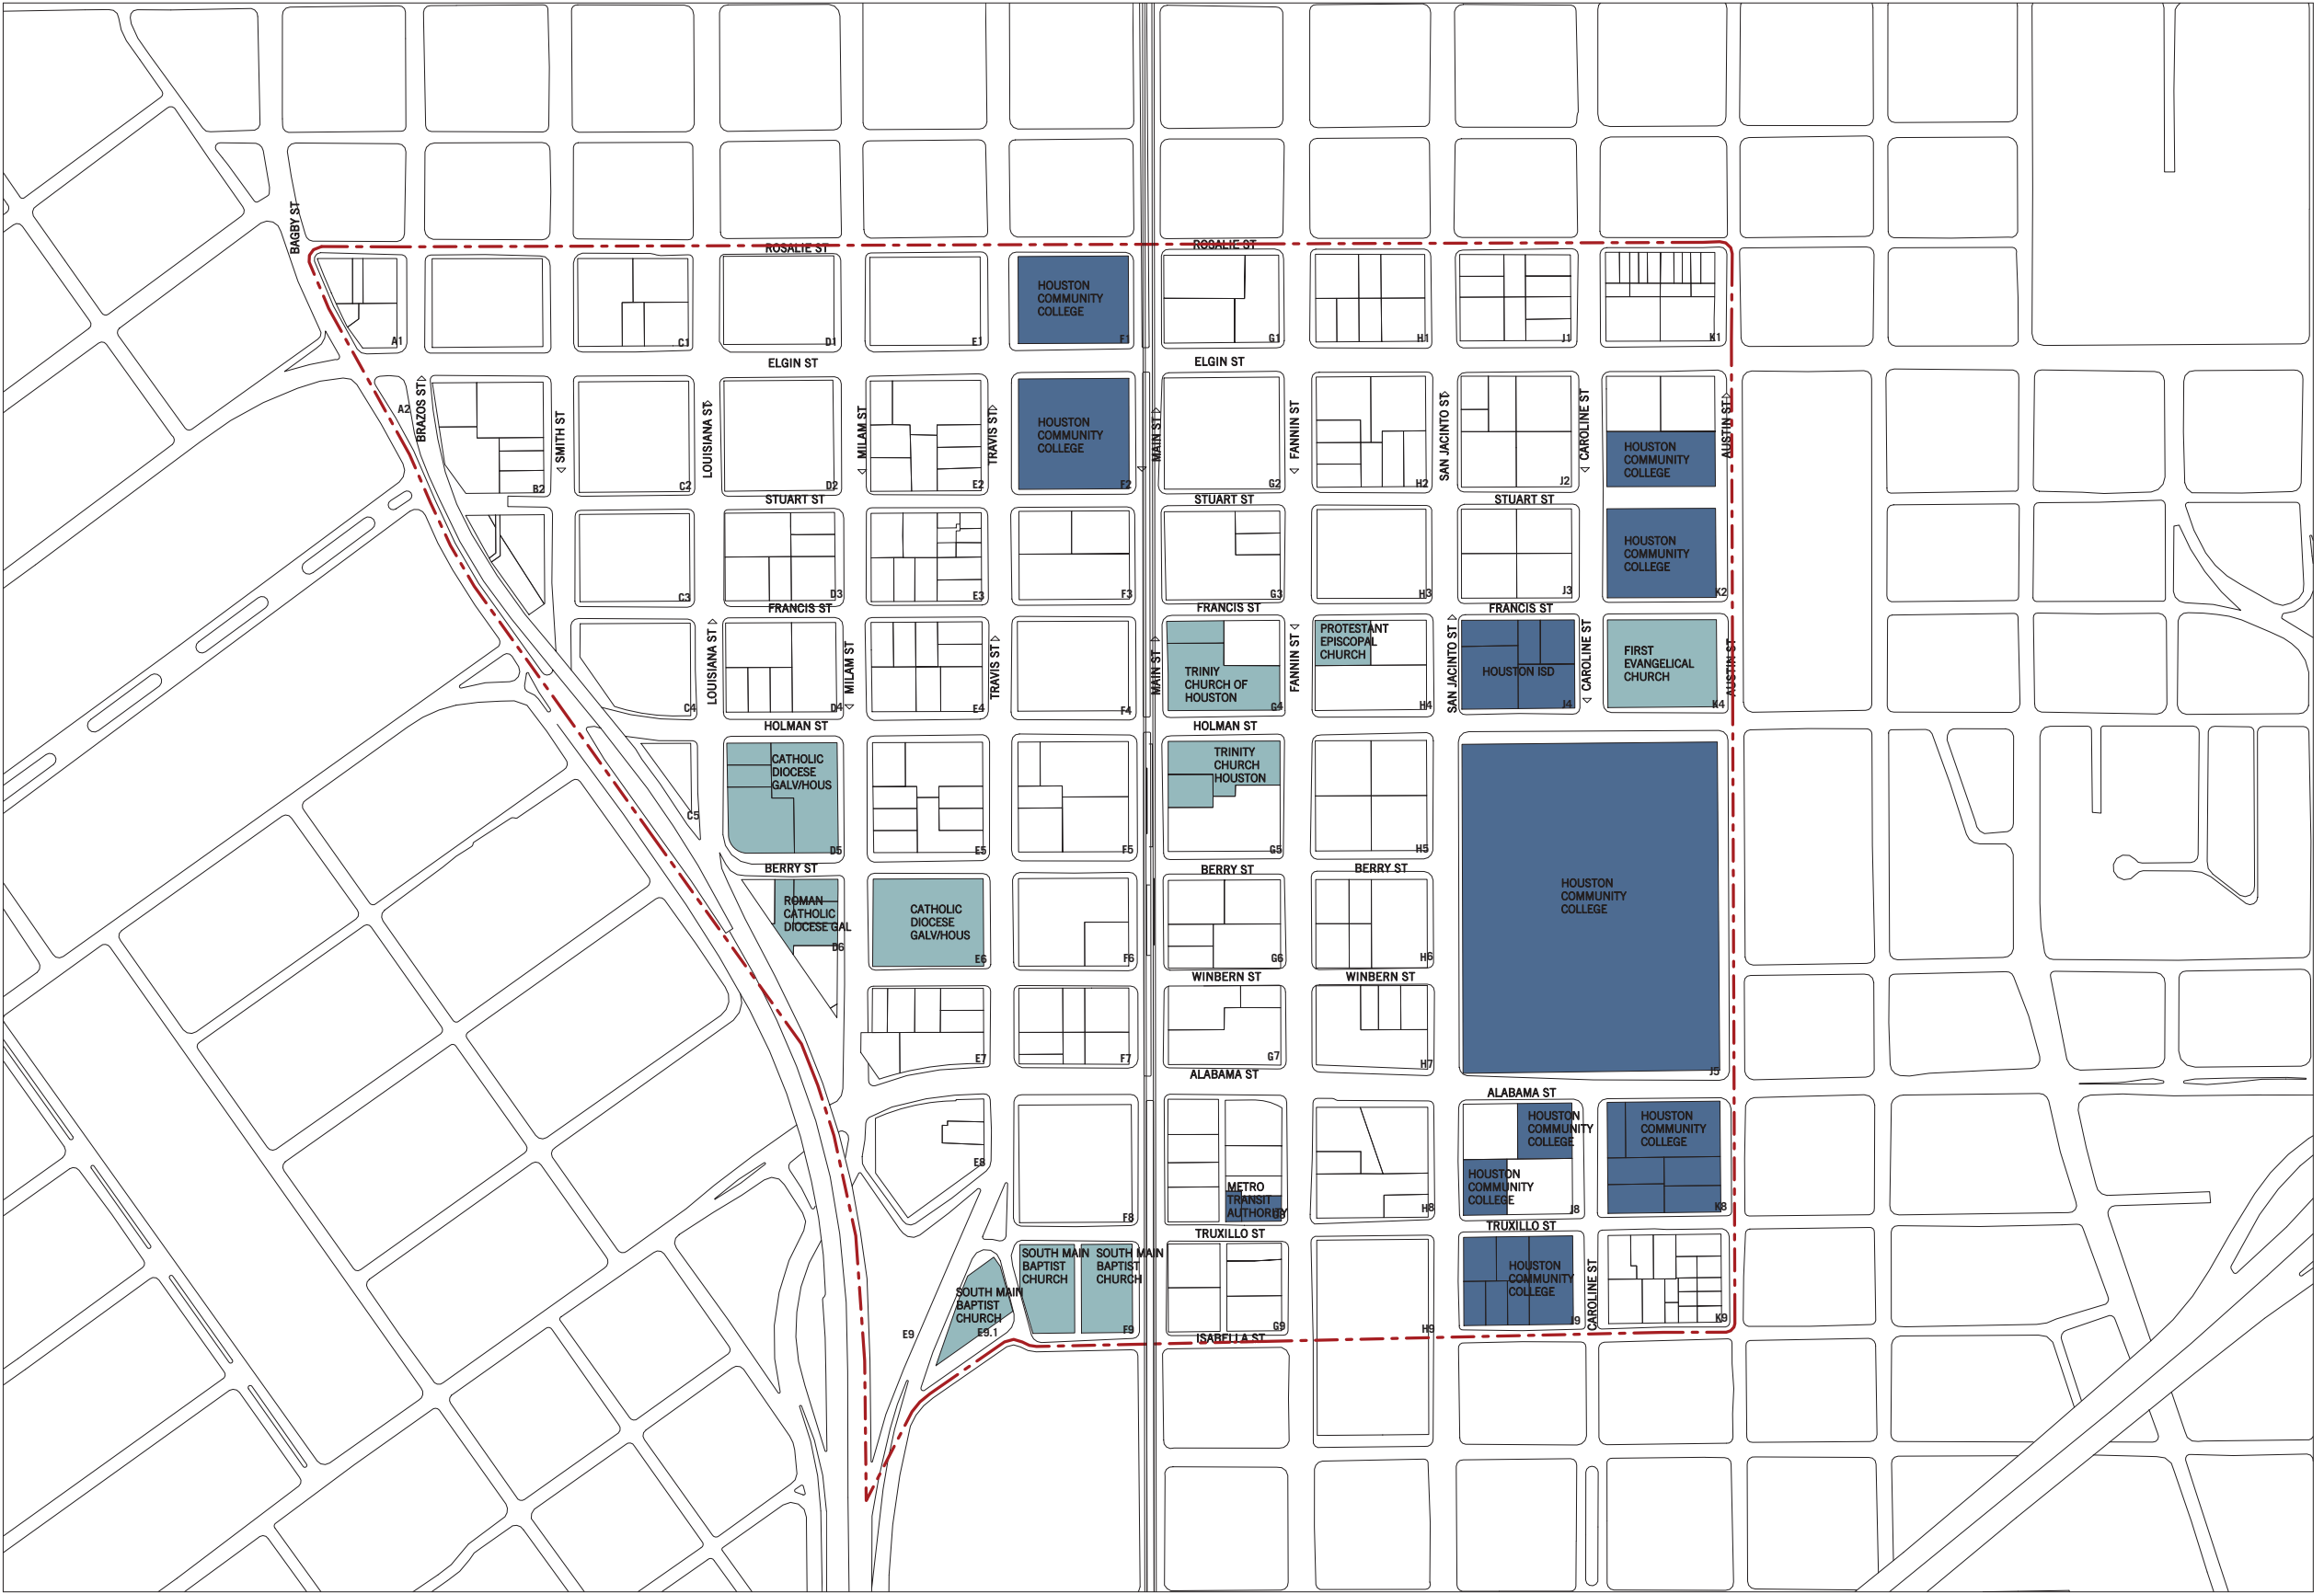 BAGBY ST
ROSALIE ST
ROSALIE ST
HOUSTON
COMMUNITY
COLLEGE
A1
C1
D1
E1
F1
G1
H1
J1
K1
ELGIN ST
ELGIN ST
A2
BRAZOS ST
SMITH ST
LOUISIANA ST
MILAM ST
TRAVIS ST
HOUSTON
COMMUNITY
COLLEGE
MAIN ST
FANNIN ST
SAN JACINTO ST
CAROLINE ST
HOUSTON
COMMUNITY
COLLEGE
AUSTIN ST
B2
C2
D2
E2
F2
G2
H2
J2
STUART ST
STUART ST
STUART ST
HOUSTON
COMMUNITY
COLLEGE
C3
D3
E3
F3
G3
H3
J3
K2
FRANCIS ST
FRANCIS ST
FRANCIS ST
LOUISIANA ST
MILAM ST
TRAVIS ST
MAIN ST
TRINIY
CHURCH OF
HOUSTON
FANNIN ST
PROTESTANT
EPISCOPAL
CHURCH
SAN JACINTO ST
HOUSTON ISD
CAROLINE ST
FIRST
EVANGELICAL
CHURCH
AUSTIN ST
C4
D4
E4
F4
G4
H4
J4
K4
HOLMAN ST
HOLMAN ST
CATHOLIC
DIOCESE
GALV/HOUS
TRINITY
CHURCH
HOUSTON
C5
D5
E5
F5
G5
H5
BERRY ST
BERRY ST
BERRY ST
ROMAN
CATHOLIC
DIOCESE GAL
CATHOLIC
DIOCESE
GALV/HOUS
HOUSTON
COMMUNITY
COLLEGE
D6
E6
F6
G6
H6
WINBERN ST
WINBERN ST
E7
F7
G7
H7
J5
ALABAMA ST
ALABAMA ST
HOUSTON
COMMUNITY
COLLEGE
HOUSTON
COMMUNITY
COLLEGE
HOUSTON
COMMUNITY
COLLEGE
METRO
TRANSIT
AUTHORITY
E8
F8
H8
J8
K8
TRUXILLO ST
TRUXILLO ST
SOUTH MAIN
BAPTIST
CHURCH
SOUTH MAIN
BAPTIST
CHURCH
SOUTH MAIN
BAPTIST
CHURCH
HOUSTON
COMMUNITY
COLLEGE
CAROLINE ST
E9
E9.1
F9
G9
H9
J9
K9
ISABELLA ST